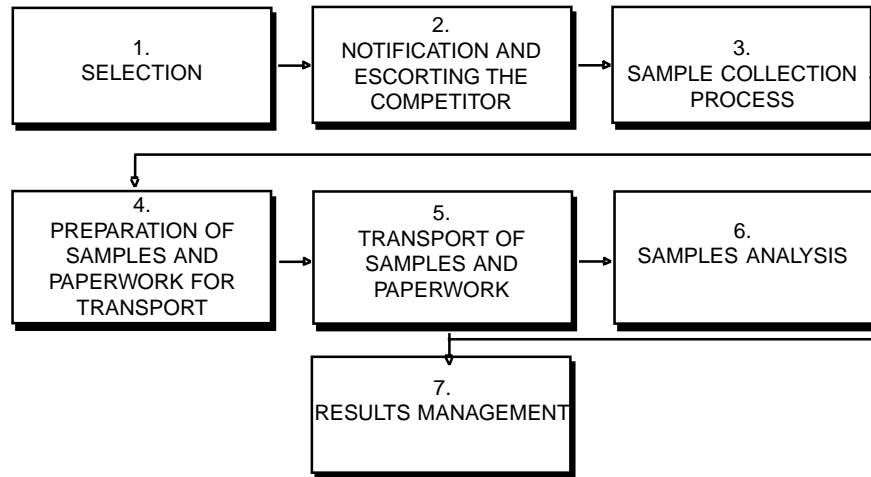 1.
SELECTION
2.
NOTIFICATION AND
ESCORTING THE
COMPETITOR
3.
SAMPLE COLLECTION
PROCESS
4.
PREPARATION OF
SAMPLES AND
PAPERWORK FOR
TRANSPORT
5.
TRANSPORT OF
SAMPLES AND
PAPERWORK
6.
SAMPLES ANALYSIS
7.
RESULTS MANAGEMENT